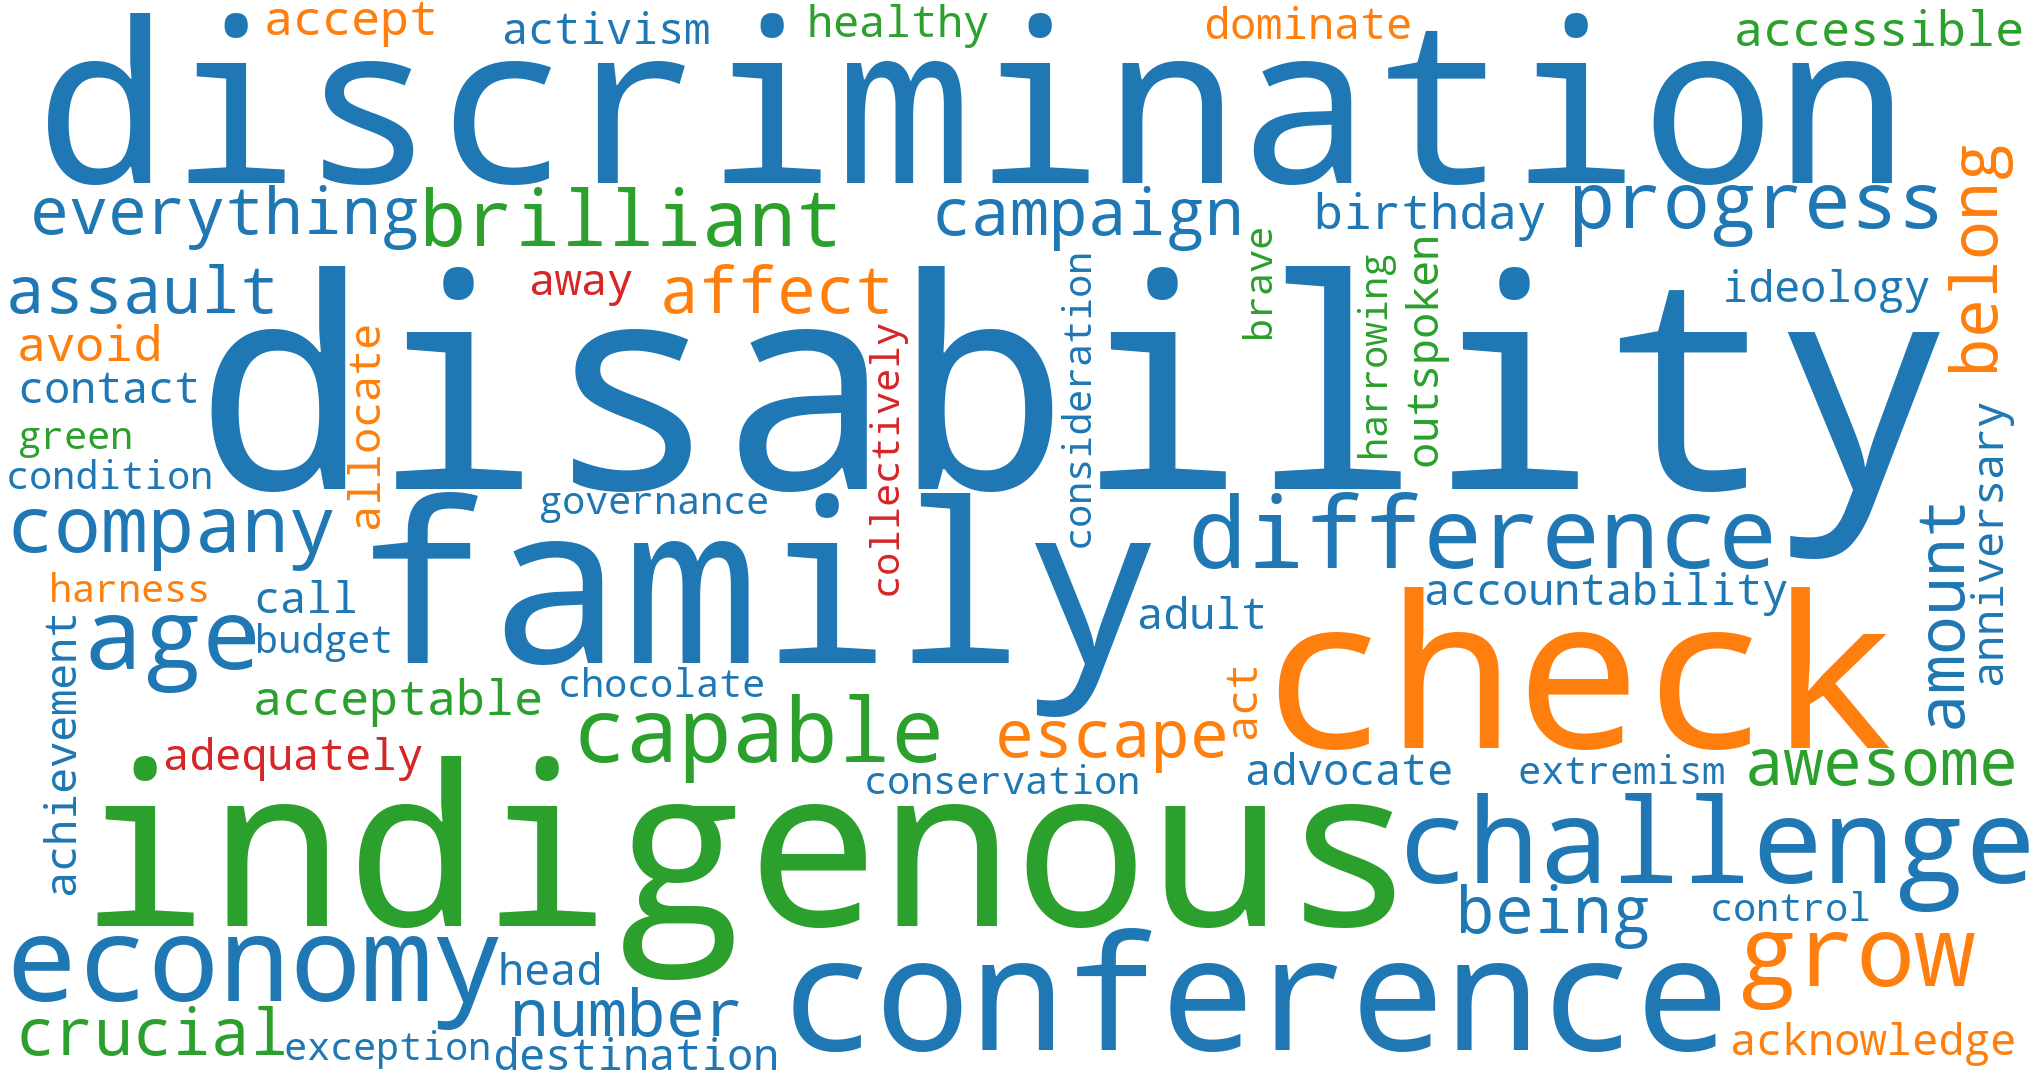 accept
activism
healthy
dominate
accessible
discrimination
everything
brilliant
campaign
birthday
progress
belong
assault
away
affect
consideration
brave
harrowing
outspoken
ideology
avoid
contact
allocate
disability
collectively
green
condition
anniversary
company
governance
family
difference
amount
harness
age
call
budget
adult
accountability
check
achievement
acceptable
chocolate
capable
escape
act
adequately
conservation
advocate
extremism
awesome
indigenous
challenge
being
control
economy
head
number
conference
grow
crucial
exception
destination
acknowledge